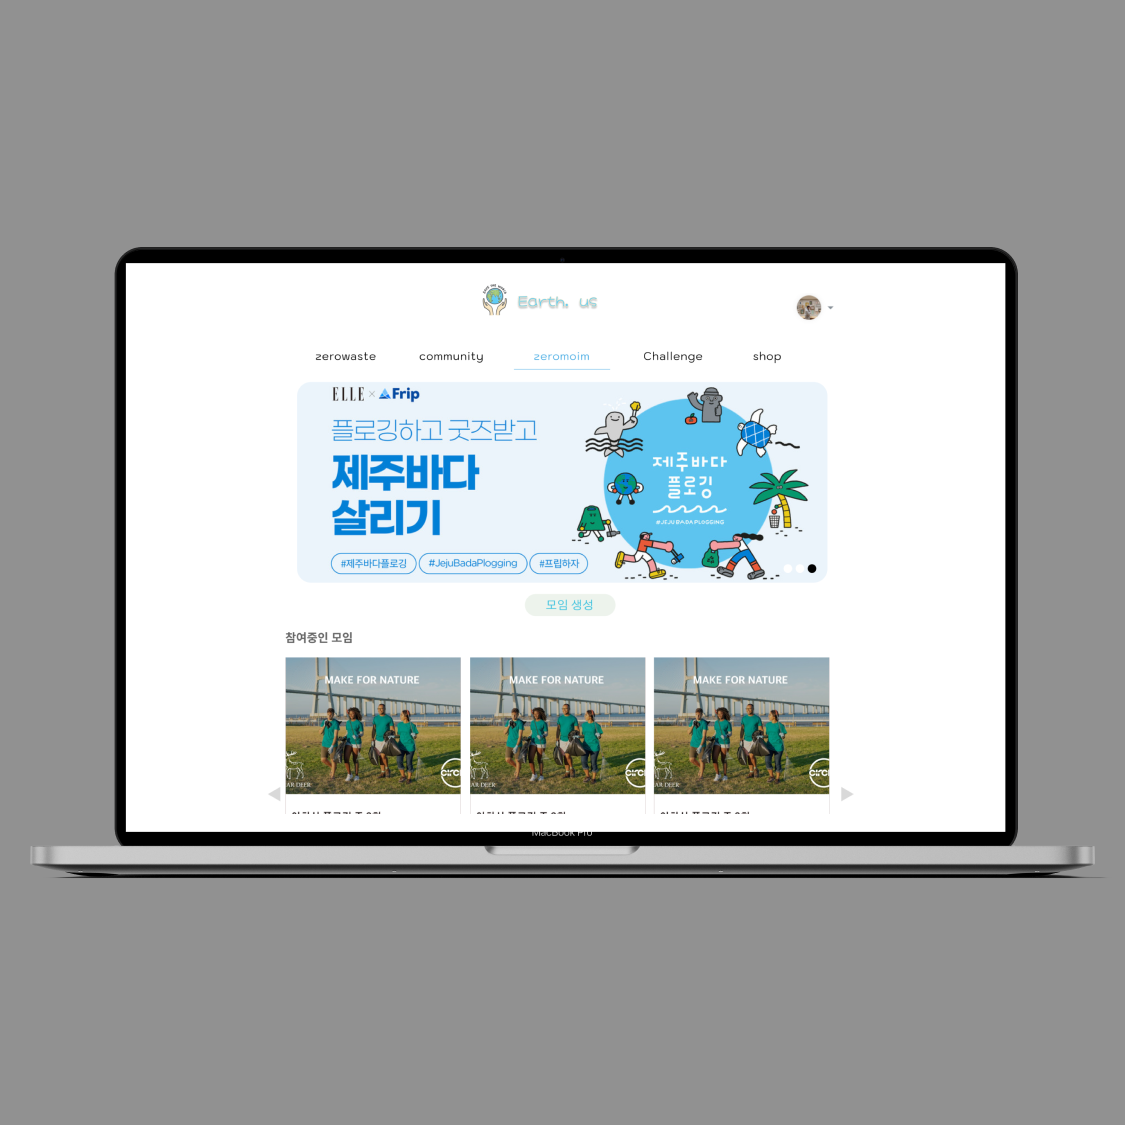 Earth, us
zerowaste community zeromoim Challenge shop
ELLE × Frip
플로깅하고 굿즈받고
제주바다
살리기
#제주바다플로깅 #JejuBadaPlogging #프립하자
제주바다
플로깅
#JEJU BADA PLOGGING
모임 생성
참여중인 모임
MAKE FOR NATURE MAKE FOR NATURE MAKE FOR NATURE
MacBook Pro